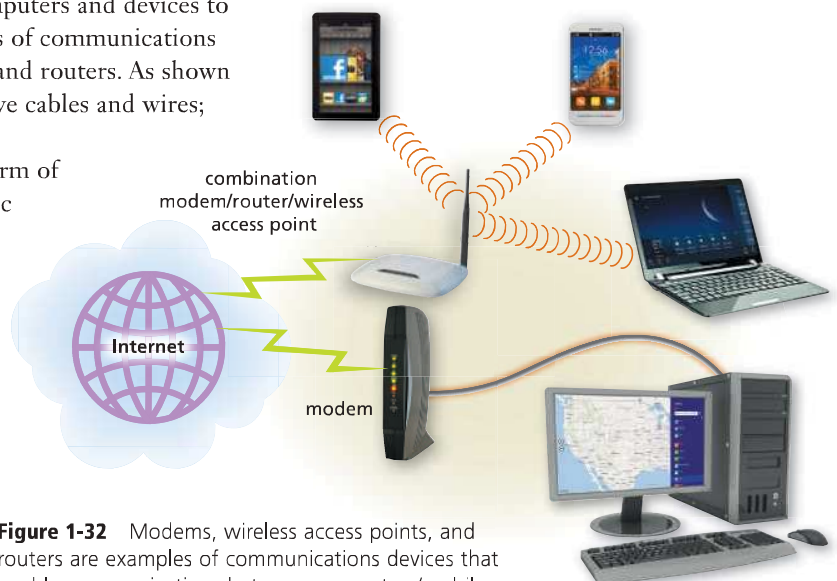 puters and devices to
s of communications
and routers. As shown
ve cables and wires;
rm of
c
combination
modem/router/wireless
access point
12:56
Internet
modem
Figure 1-32 Modems, wireless access points, and
routers are examples of communications devices that